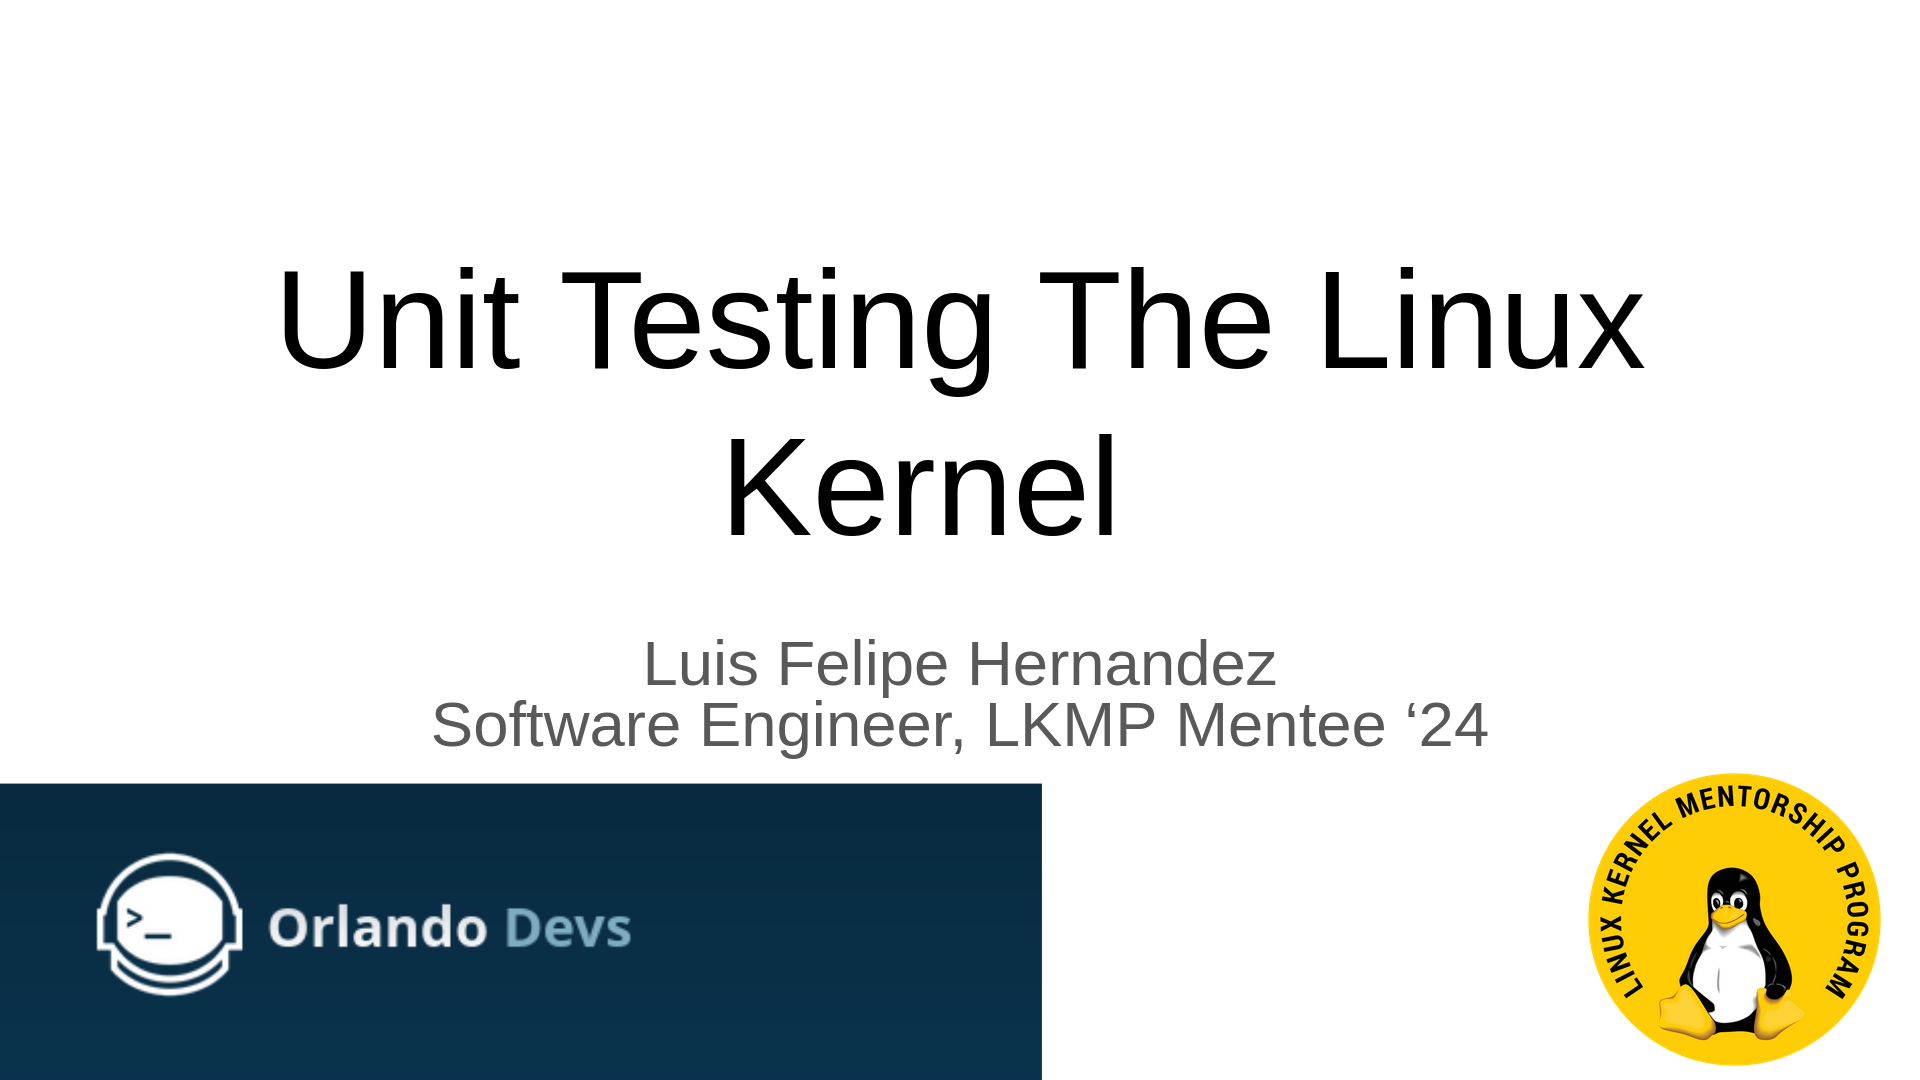 Unit Testing The Linux
Kernel
Luis Felipe Hernandez
Software Engineer, LKMP Mentee ‘24
>_ Orlando Devs
LINUX KERNEL MENTORSHIP PROGRAM